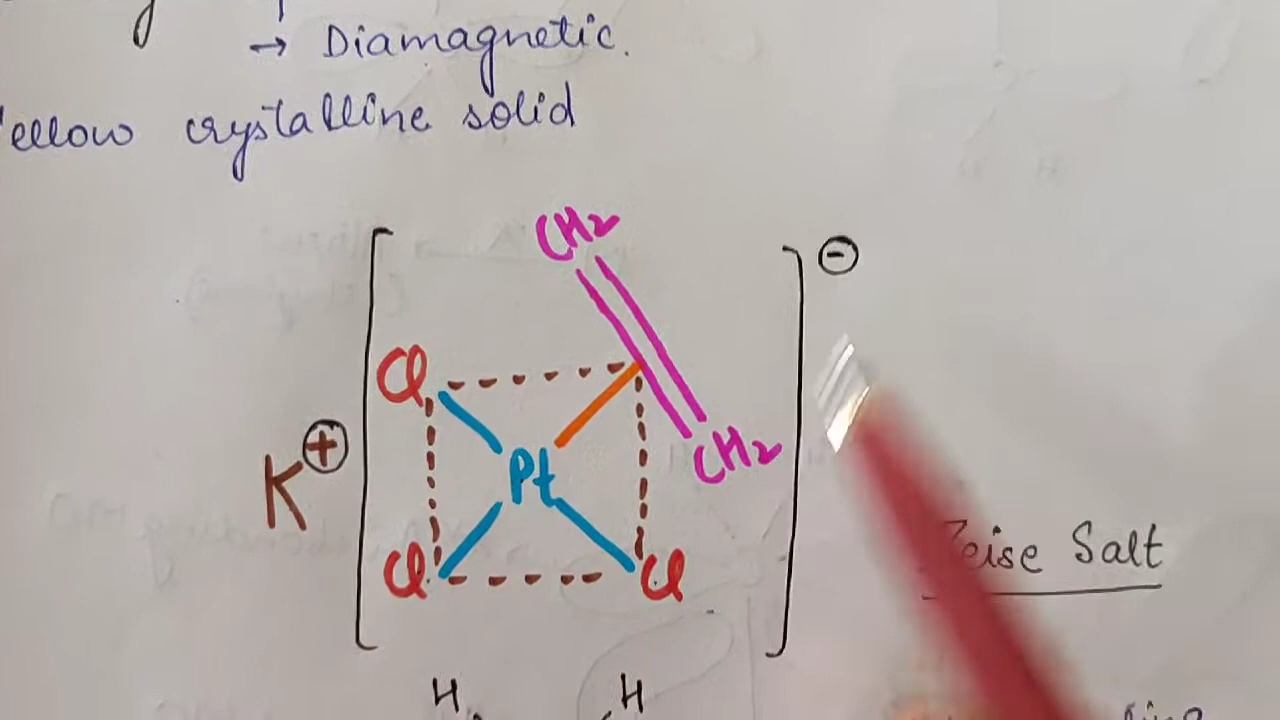 → Diamagnetic.
ellow crystalline solid
CH2
⊖
Cl
K⊕
Pt
CH2
Cl
Cl
eise Salt
H
H